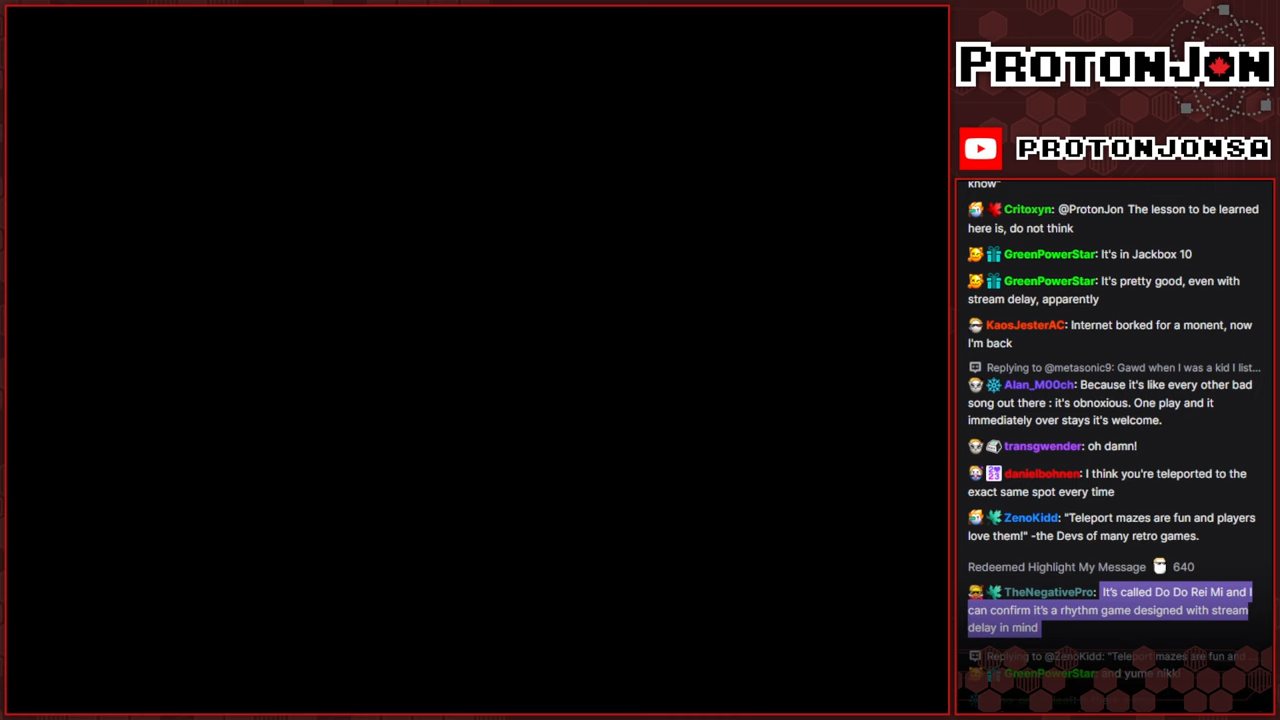 PROTONJON
PROTONJONSA
know"
Critoxyn: @ProtonJon The lesson to be learned
here is, do not think
GreenPowerStar: It's in Jackbox 10
GreenPowerStar: It's pretty good, even with
stream delay, apparently
KaosJesterAC: Internet borked for a monent, now
I'm back
Replying to @metasonic9: Gawd when I was a kid I list...
Alan_M00ch: Because it's like every other bad
song out there : it's obnoxious. One play and it
immediately over stays it's welcome.
transgwender: oh damn!
danielbohnen: I think you're teleported to the
exact same spot every time
ZenoKidd: "Teleport mazes are fun and players
love them!" -the Devs of many retro games.
Redeemed Highlight My Message 640
TheNegativePro: It's called Do Do Rei Mi and I
can confirm it's a rhythm game designed with stream
delay in mind
Replying to @ZenoKidd: "Teleport mazes are fun and ...
GreenPowerStar: and yume nikki